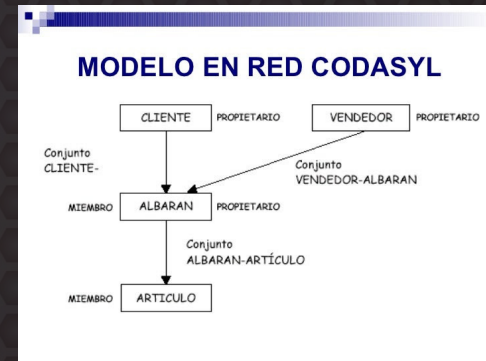 MODELO EN RED CODASYL
CLIENTE PROPIETARIO VENDEDOR PROPIETARIO
Conjunto
CLIENTE-
Conjunto
VENDEDOR-ALBARAN
MIEMBRO ALBARAN PROPIETARIO
Conjunto
ALBARAN-ARTÍCULO
MIEMBRO ARTICULO